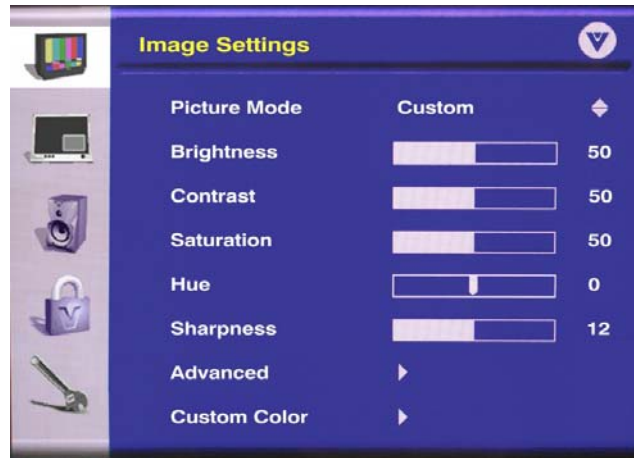 Image Settings
V
Picture Mode Custom
Brightness 50
Contrast 50
Saturation 50
Hue 0
Sharpness 12
Advanced
Custom Color